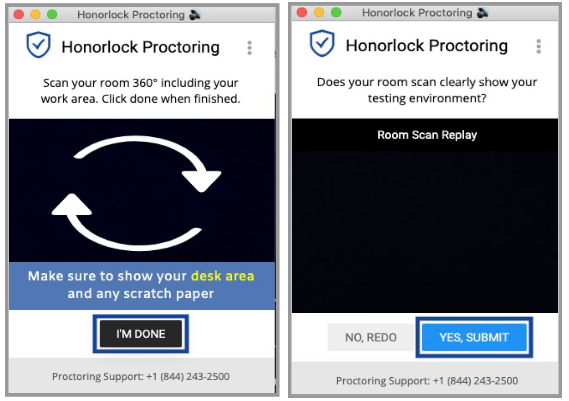 Honorlock Proctoring
Honorlock Proctoring
Scan your room 360° including your
work area. Click done when finished.
Make sure to show your desk area
and any scratch paper
I'M DONE
Proctoring Support: +1 (844) 243-2500
Honorlock Proctoring
Honorlock Proctoring
Does your room scan clearly show your
testing environment?
Room Scan Replay
NO, REDO
YES, SUBMIT
Proctoring Support: +1 (844) 243-2500